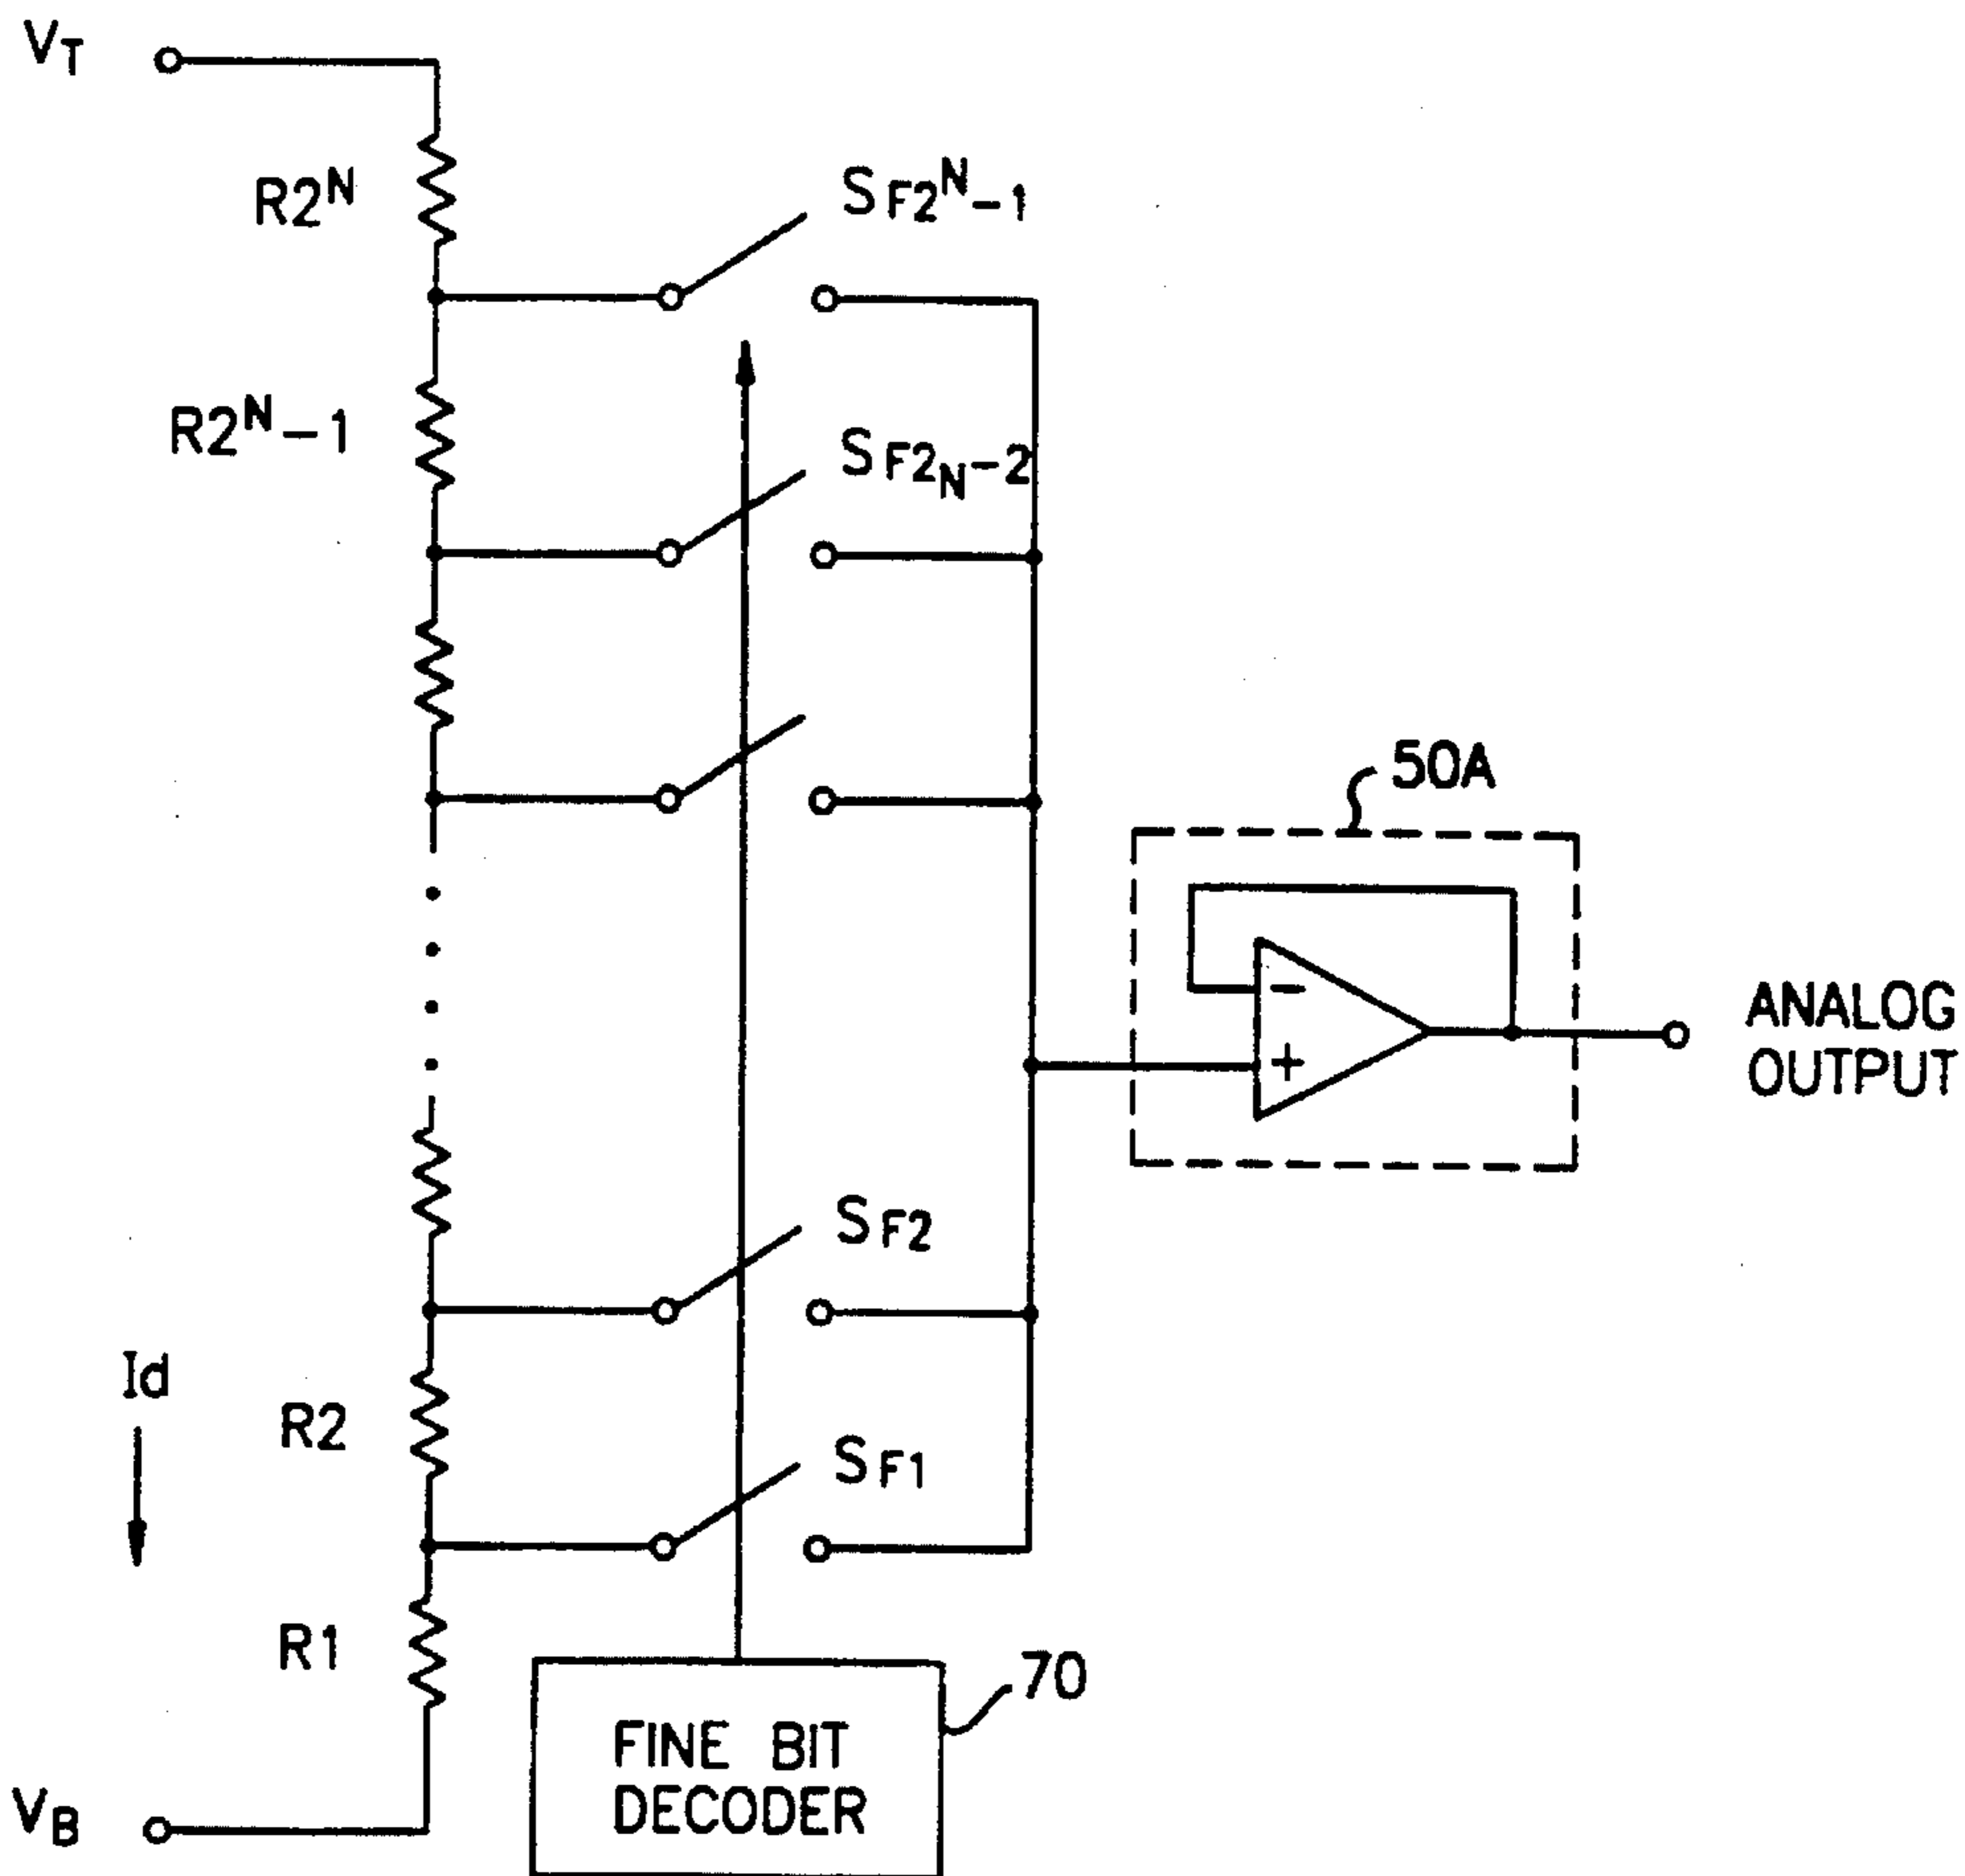 VT
R2ᴺ
SF2ᴺ-1
R2ᴺ-1
SF2N-2
50A
-
+
ANALOG
OUTPUT
SF2
Id
R2
SF1
R1
70
FINE BIT
DECODER
VB